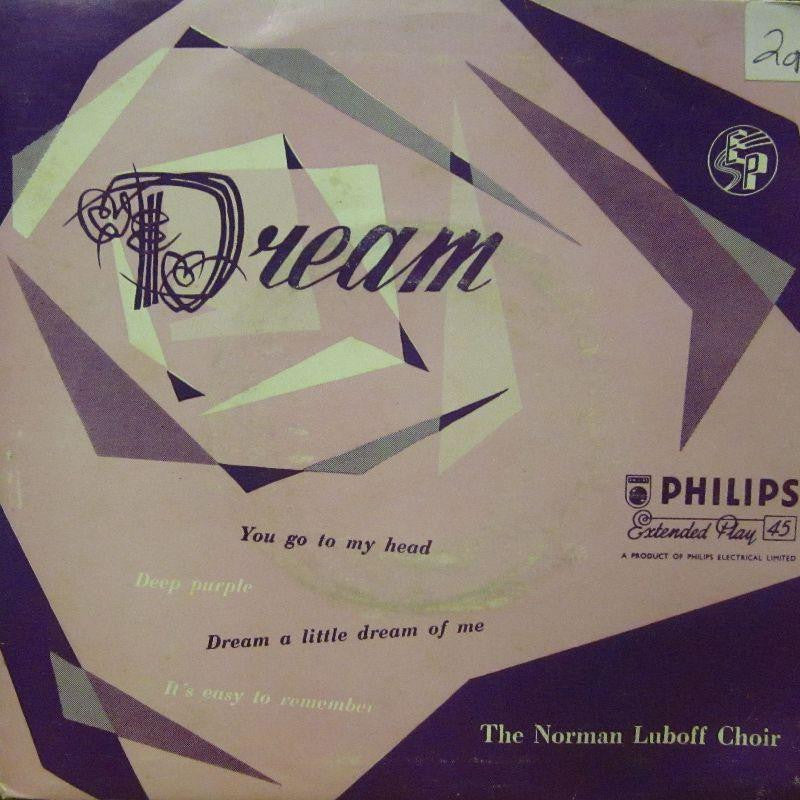 Dream
EP
PHILIPS
Extended Play 45
A PRODUCT OF PHILIPS ELECTRICAL LIMITED
You go to my head
Deep purple
Dream a little dream of me
It's easy to remember
The Norman Luboff Choir